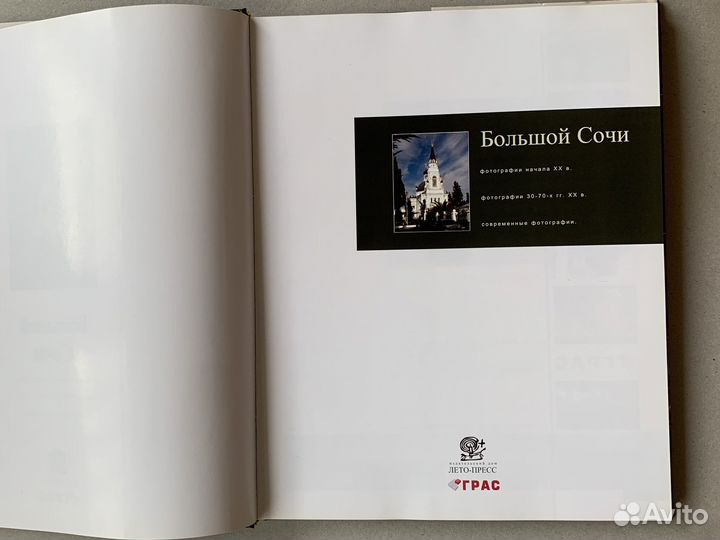 Большой Сочи
фотографии начала XX в.
фотографии 30-70-х гг. XX в.
современные фотографии.
издательский дом
ЛЕТО-ПРЕСС
ГРАС
Avito